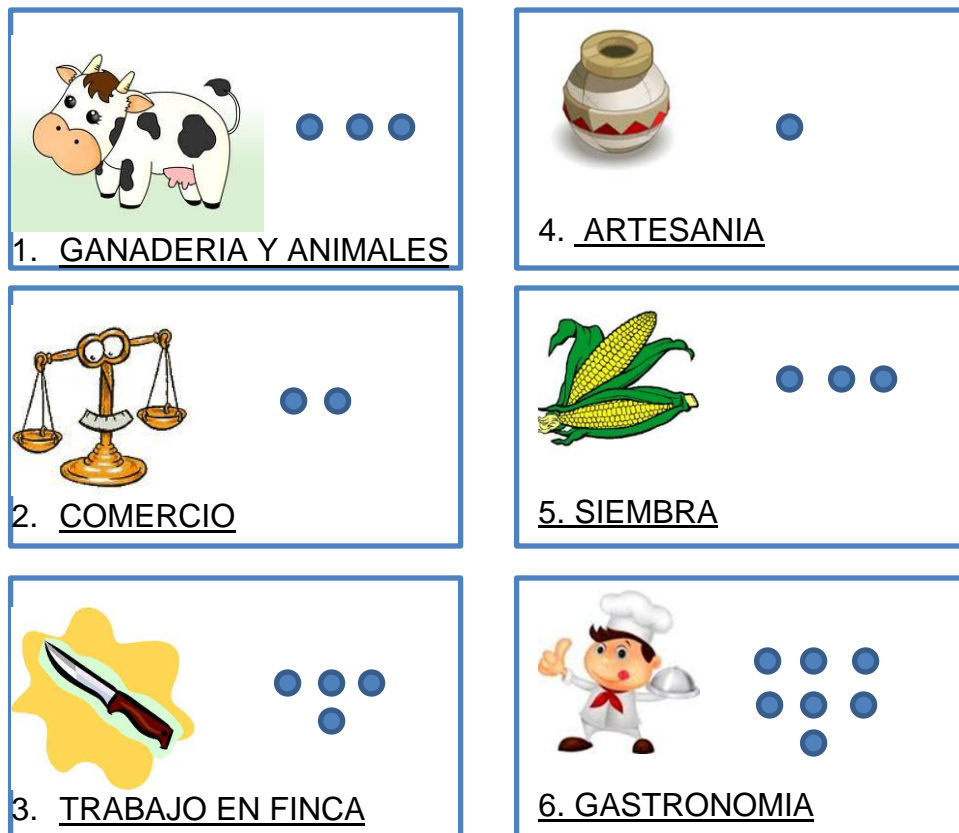 1. GANADERIA Y ANIMALES
4. ARTESANIA
2. COMERCIO
5. SIEMBRA
3. TRABAJO EN FINCA
6. GASTRONOMIA